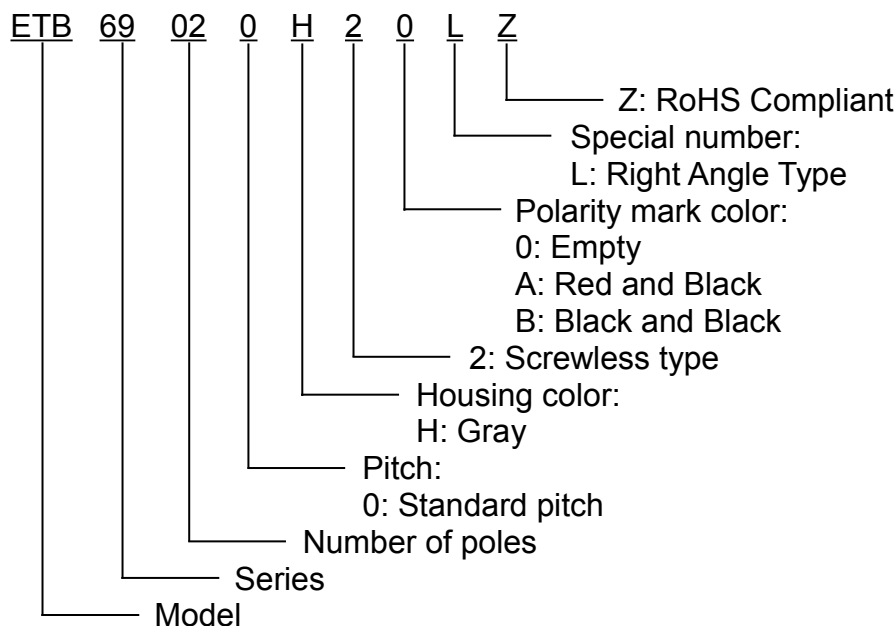 ETB 69 02 0 H 2 0 L Z
Z: RoHS Compliant
Special number:
L: Right Angle Type
Polarity mark color:
0: Empty
A: Red and Black
B: Black and Black
2: Screwless type
Housing color:
H: Gray
Pitch:
0: Standard pitch
Number of poles
Series
Model